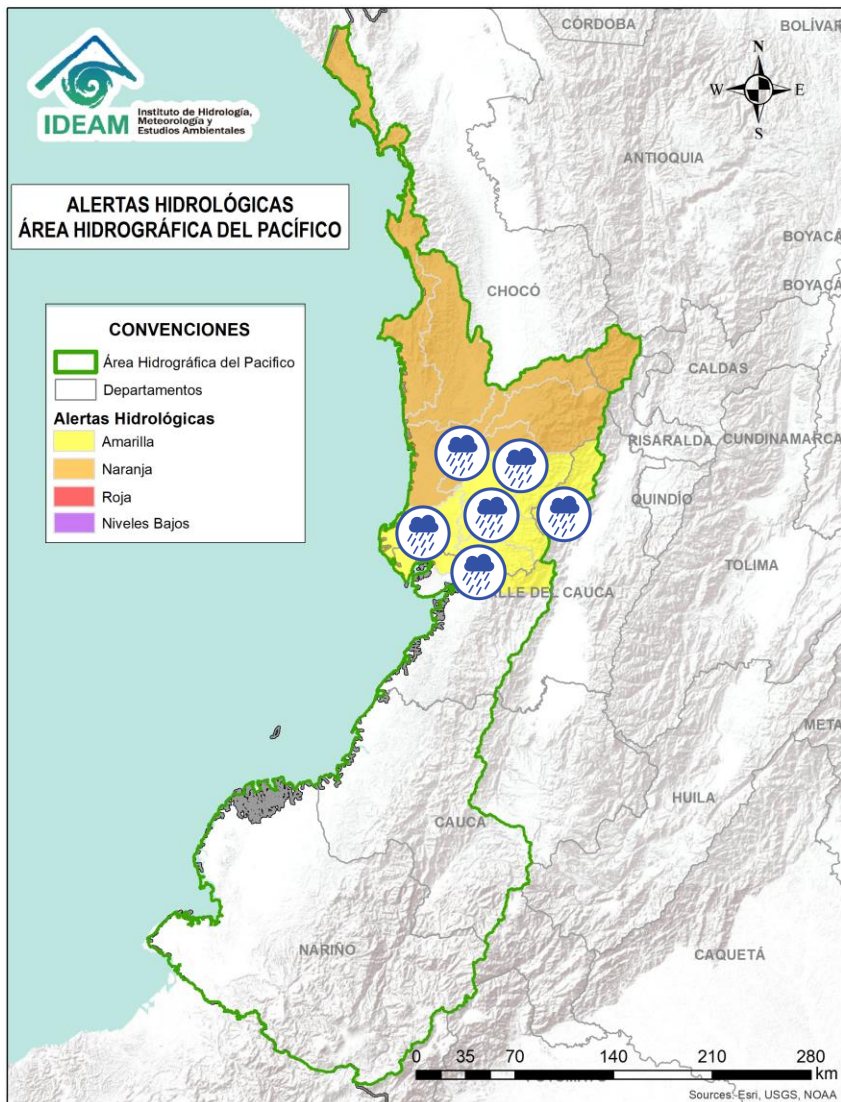 CÓRDOBA
BOLÍVAR
N
W
E
S
IDEAM
Instituto de Hidrología,
Meteorología y
Estudios Ambientales
ANTIOQUIA
ALERTAS HIDROLÓGICAS
ÁREA HIDROGRÁFICA DEL PACÍFICO
BOYACÁ
BOYACÁ
CHOCÓ
CONVENCIONES
Área Hidrográfica del Pacifico
Departamentos
Alertas Hidrológicas
Amarilla
Naranja
Roja
Niveles Bajos
CALDAS
RISARALDA
CUNDINAMARCA
QUINDÍO
TOLIMA
ALLE DEL CAUCA
META
HUILA
CAUCA
NARIÑO
CAQUETÁ
0 35 70 140 210 280
km
Sources: Esri, USGS, NOAA